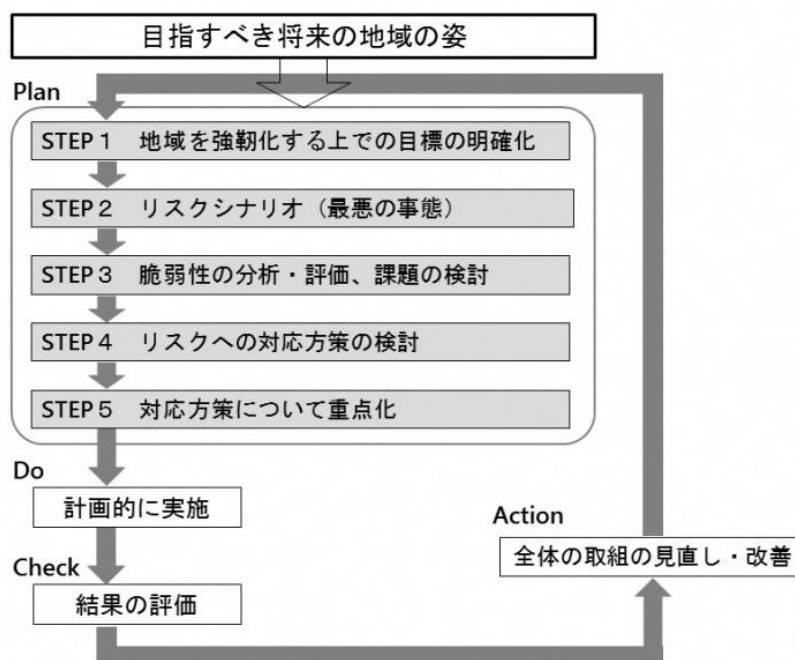 目指すべき将来の地域の姿
Plan
STEP 1 地域を強靭化する上での目標の明確化
STEP 2 リスクシナリオ（最悪の事態）
STEP 3 脆弱性の分析・評価、課題の検討
STEP 4 リスクへの対応方策の検討
STEP 5 対応方策について重点化
Do
計画的に実施
Action
全体の取組の見直し・改善
Check
結果の評価